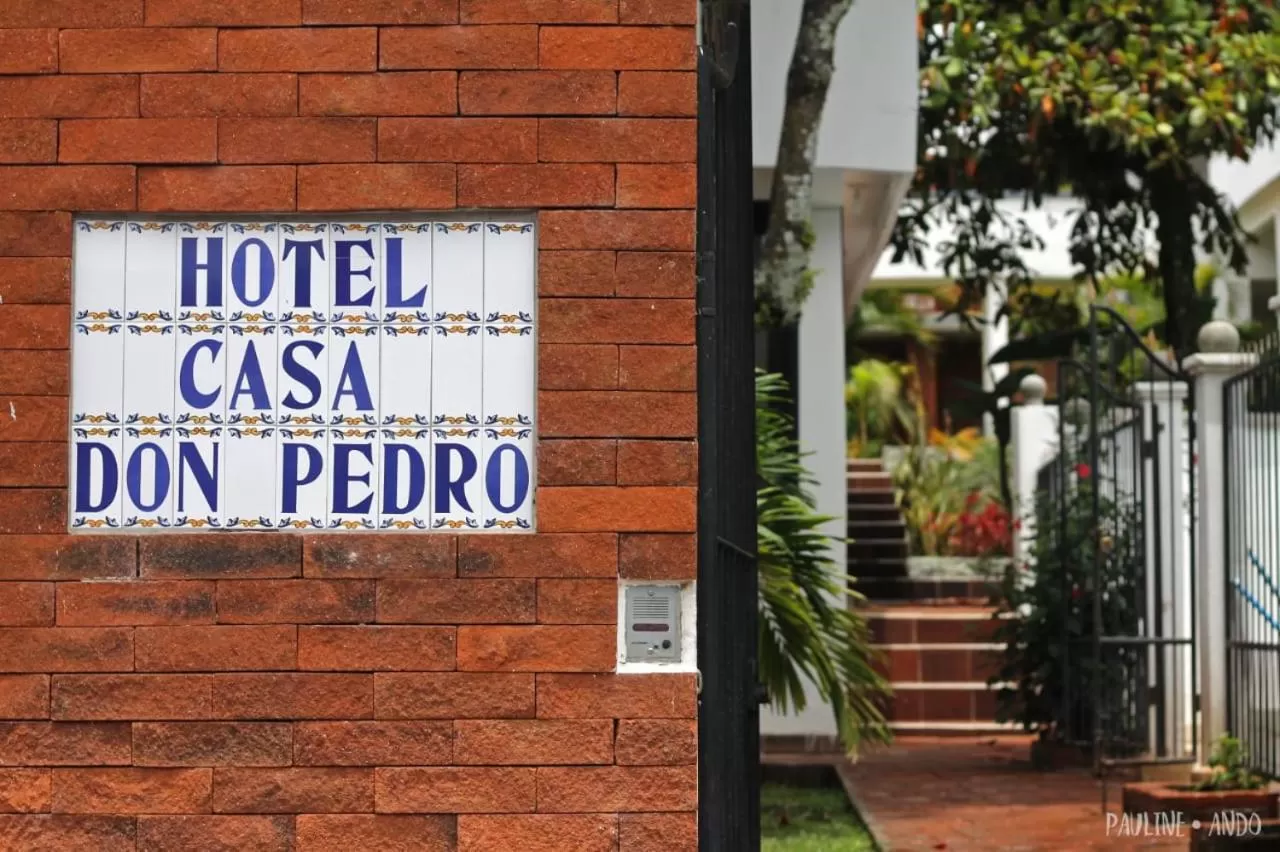 HOTEL
CASA
DON PEDRO
PAULINE • ANDO